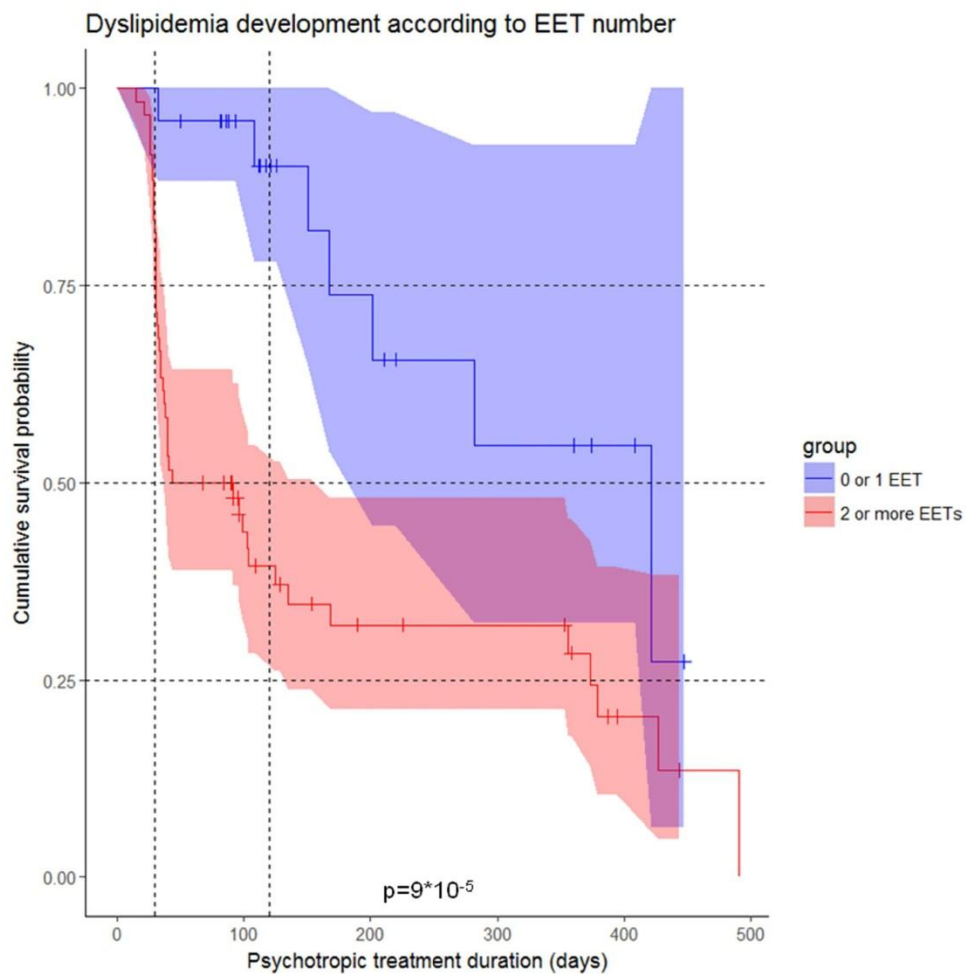 Dyslipidemia development according to EET number
Cumulative survival probability
1.00
0.75
0.50
0.25
0.00
p=9*10⁻⁵
0 100 200 300 400 500
Psychotropic treatment duration (days)
group
0 or 1 EET
2 or more EETs